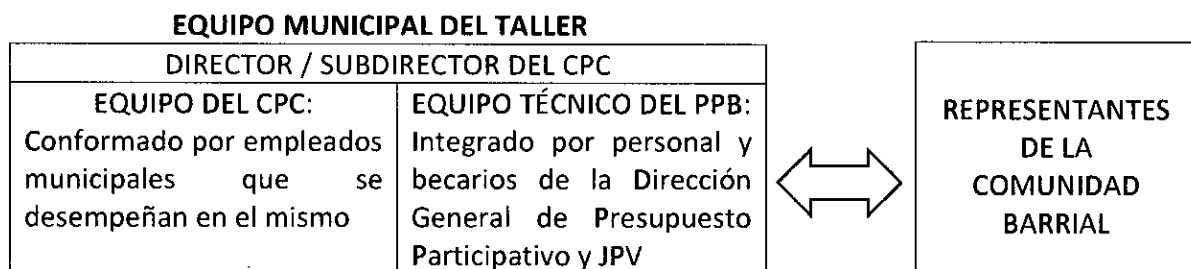 EQUIPO MUNICIPAL DEL TALLER
DIRECTOR / SUBDIRECTOR DEL CPC
EQUIPO DEL CPC:
Conformado por empleados
municipales que se
desempeñan en el mismo
EQUIPO TÉCNICO DEL PPB:
Integrado por personal y
becarios de la Dirección
General de Presupuesto
Participativo y JPV
REPRESENTANTES
DE LA
COMUNIDAD
BARRIAL